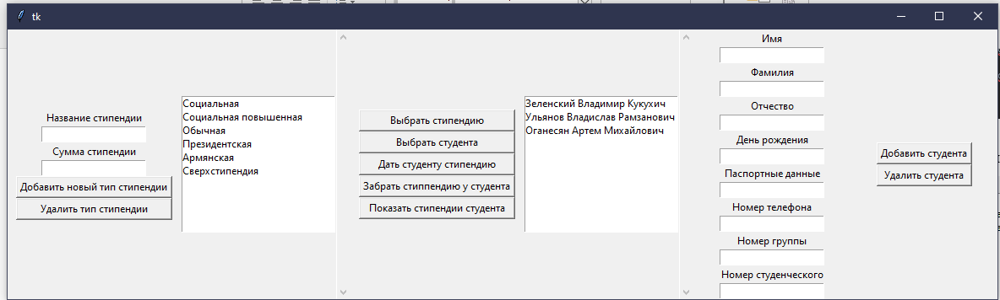 tk
Название стипендии
Сумма стипендии
Добавить новый тип стипендии
Удалить тип стипендии
Социальная
Социальная повышенная
Обычная
Президентская
Армянская
Сверхстипендия
Выбрать стипендию
Выбрать студента
Дать студенту стипендию
Забрать стиппендию у студента
Показать стипендии студента
Зеленский Владимир Кукухич
Ульянов Владислав Рамзанович
Оганесян Артем Михайлович
Имя
Фамилия
Отчество
День рождения
Паспортные данные
Номер телефона
Номер группы
Номер студенческого
Добавить студента
Удалить студента